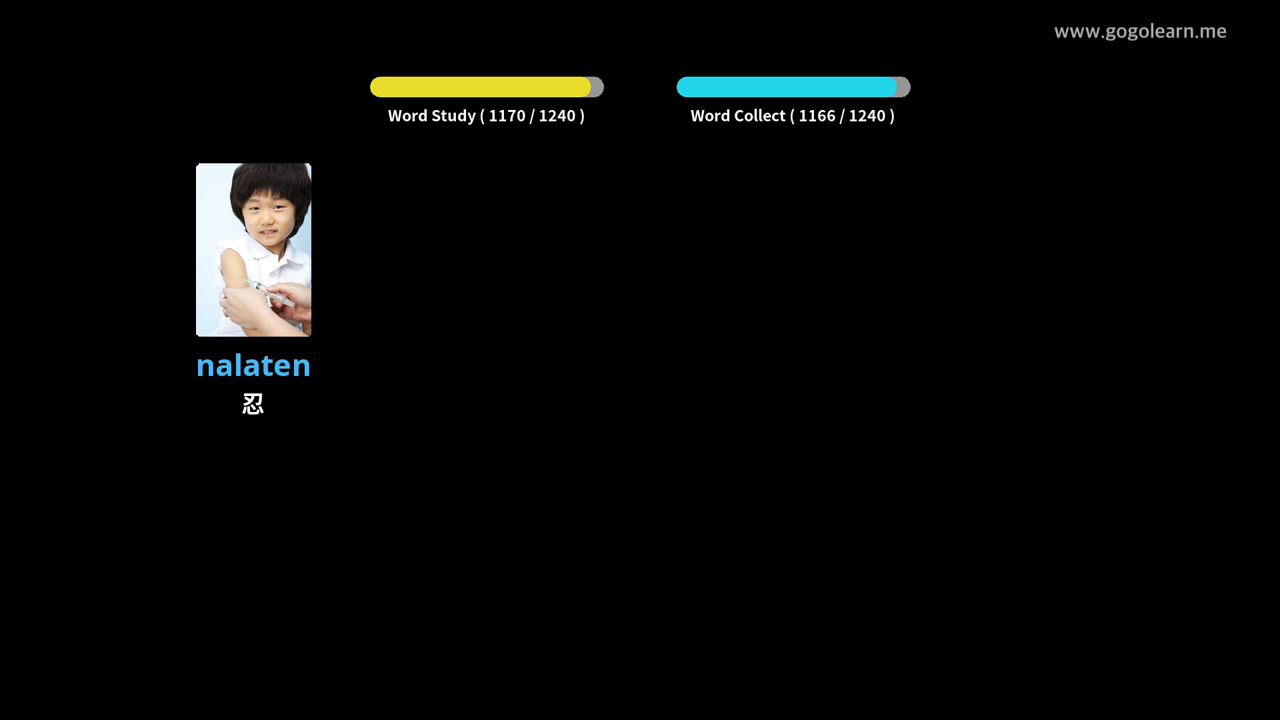 www.gogolearn.me
Word Study ( 1170 / 1240 )
Word Collect ( 1166 / 1240 )
nalaten
忍